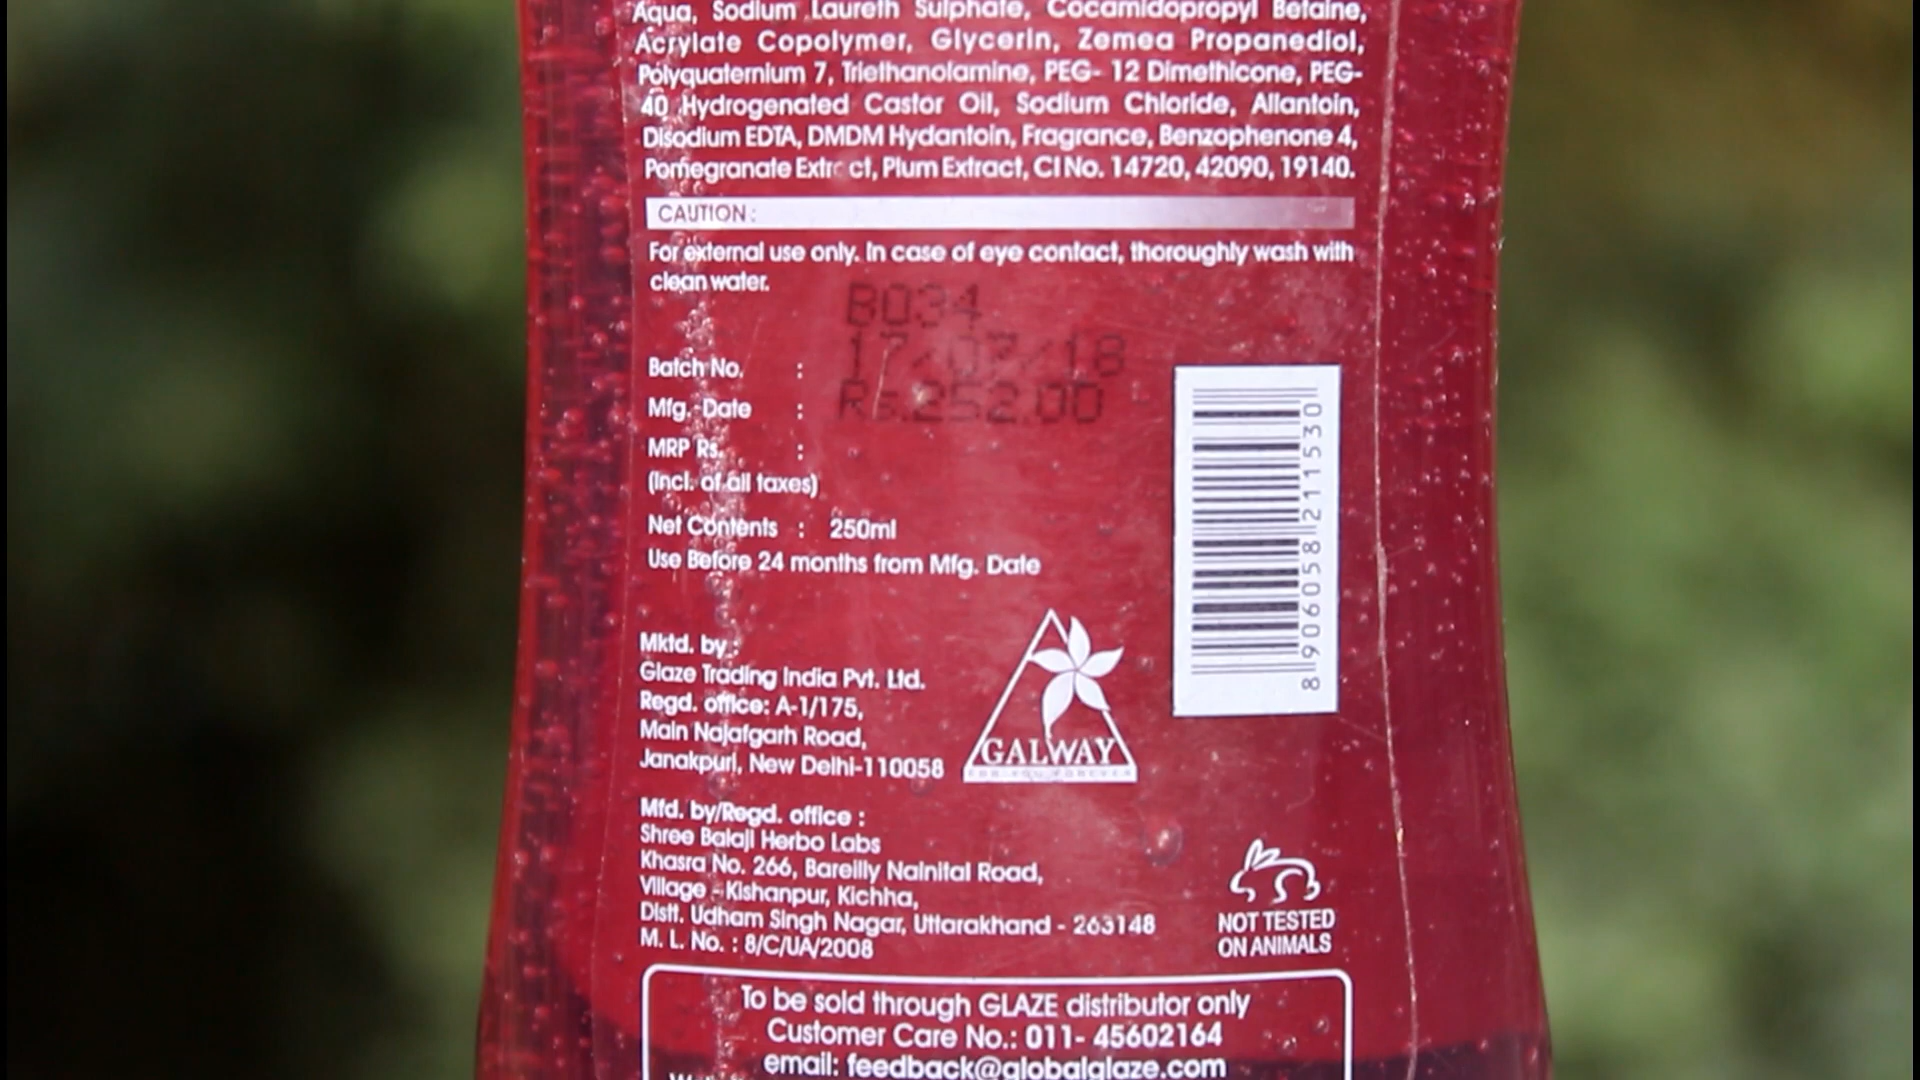 Aqua, Sodium Laureth Sulphate, Cocamidopropyl Betaine,
Acrylate Copolymer, Glycerin, Zemea Propanediol,
Polyquaternium 7, Triethanolamine, PEG- 12 Dimethicone, PEG-
40 Hydrogenated Castor Oil, Sodium Chloride, Allantoin,
Disodium EDTA, DMDM Hydantoin, Fragrance, Benzophenone 4,
Pomegranate Extract, Plum Extract, CI No. 14720, 42090, 19140.
CAUTION :
For external use only. In case of eye contact, thoroughly wash with
clean water.
B034
17/07/18
Rs.252.00
Batch No. :
Mfg. Date :
MRP Rs. :
(Incl. of all taxes)
Net Contents : 250ml
Use Before 24 months from Mfg. Date
8 906058 211530
Mktd. by :
Glaze Trading India Pvt. Ltd.
Regd. office: A-1/175,
Main Najafgarh Road,
Janakpuri, New Delhi-110058
GALWAY
FOR YOU FOREVER
Mfd. by/Regd. office :
Shree Balaji Herbo Labs
Khasra No. 266, Bareilly Nainital Road,
Village - Kishanpur, Kichha,
Distt. Udham Singh Nagar, Uttarakhand - 263148
M. L. No. : 8/C/UA/2008
NOT TESTED
ON ANIMALS
To be sold through GLAZE distributor only
Customer Care No.: 011- 45602164
email: feedback@globalglaze.com